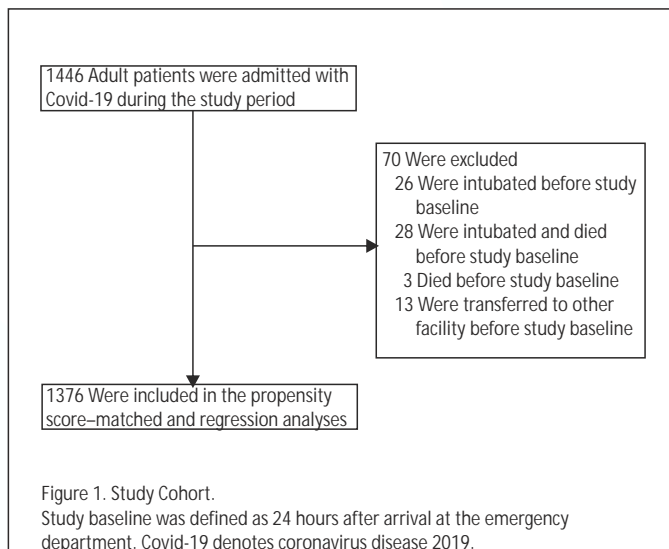 1446 Adult patients were admitted with
Covid-19 during the study period
70 Were excluded
26 Were intubated before study
baseline
28 Were intubated and died
before study baseline
3 Died before study baseline
13 Were transferred to other
facility before study baseline
1376 Were included in the propensity
score–matched and regression analyses
Figure 1. Study Cohort.
Study baseline was defined as 24 hours after arrival at the emergency
department. Covid-19 denotes coronavirus disease 2019.